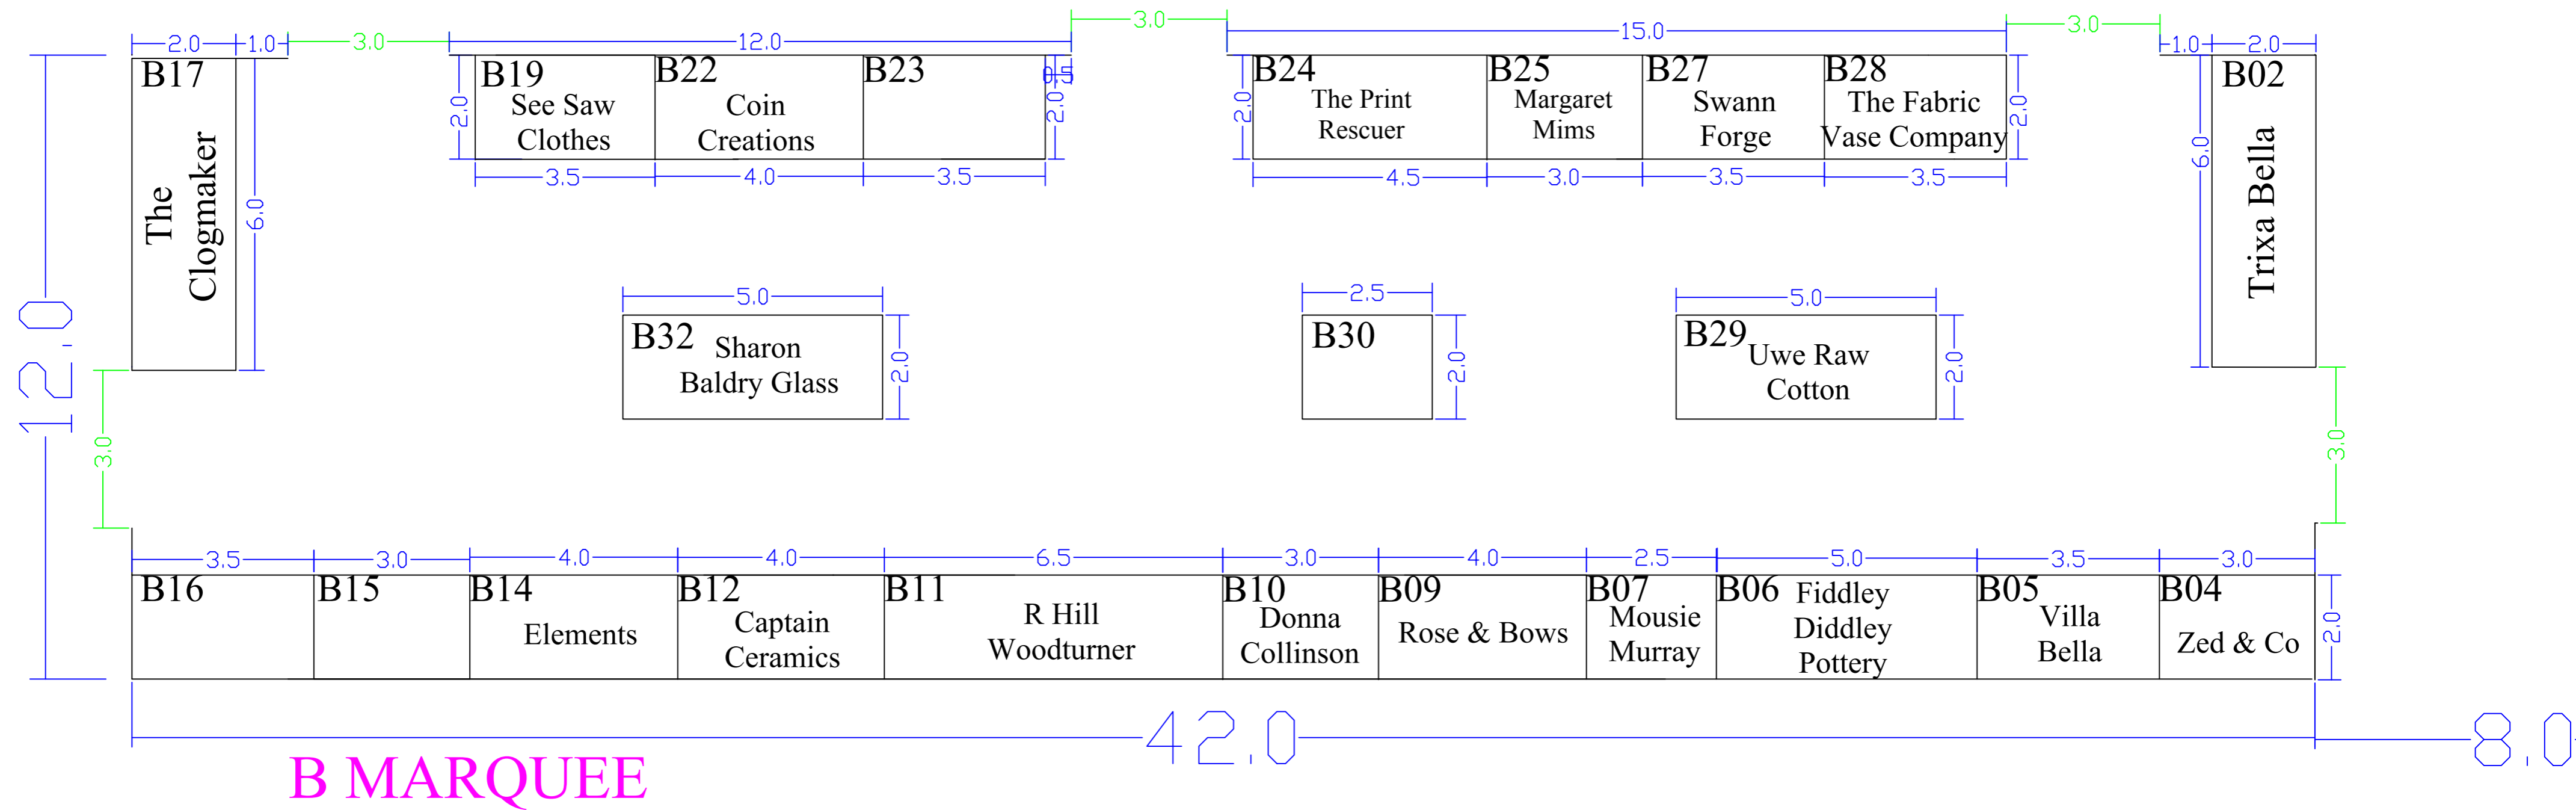 3.0
3.0
15.0
3.0
2.0
1.0
12.0
1.0
2.0
B17
The
Clogmaker
6.0
2.0
B19
See Saw
Clothes
B22
Coin
Creations
B23
0.5
2.0
2.0
B24
The Print
Rescuer
B25
Margaret
Mims
B27
Swann
Forge
B28
The Fabric
Vase Company
2.0
6.0
B02
Trixa Bella
3.5
4.0
3.5
4.5
3.0
3.5
3.5
12.0
5.0
B32
Sharon
Baldry Glass
2.0
2.5
B30
2.0
5.0
B29
Uwe Raw
Cotton
2.0
3.0
3.0
3.5
3.0
4.0
4.0
6.5
3.0
4.0
2.5
5.0
3.5
3.0
B16
B15
B14
Elements
B12
Captain
Ceramics
B11
R Hill
Woodturner
B10
Donna
Collinson
B09
Rose & Bows
B07
Mousie
Murray
B06
Fiddley
Diddley
Pottery
B05
Villa
Bella
B04
Zed & Co
2.0
42.0
8.0
B MARQUEE